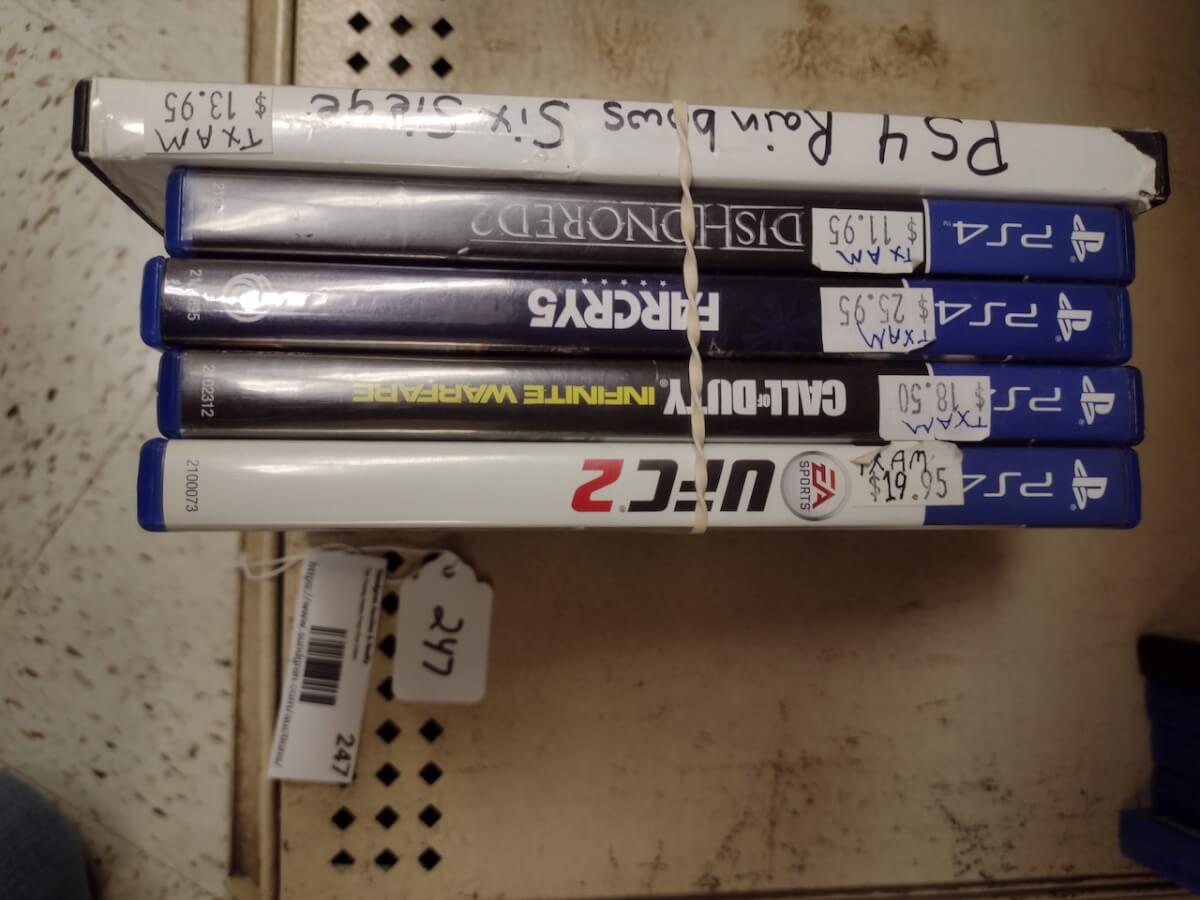 PS4 Rainbows Six Siege
TXAM
$13.95
PS4
TXAM
$11.95
DISHONORED2
PS4
TXAM
$25.95
FARCRY5
PS4
TXAM
$18.50
CALL OF DUTY INFINITE WARFARE
2102312
PS4
TXAM
$19.95
EA SPORTS
UFC2
2100073
247
247